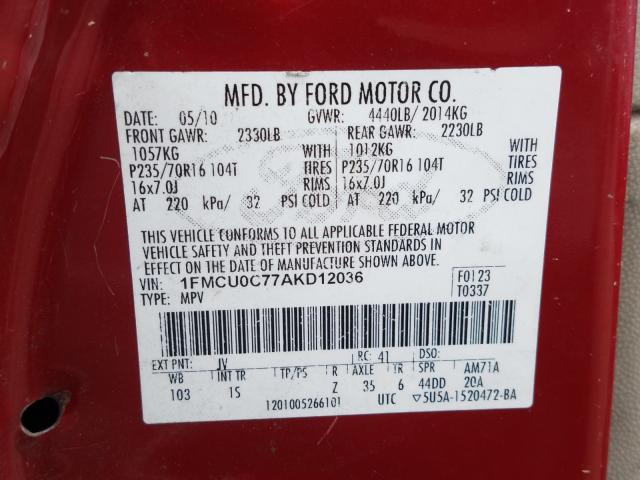 MFD. BY FORD MOTOR CO.
DATE: 05/10 GVWR: 4440LB/ 2014KG
FRONT GAWR: 2330LB REAR GAWR: 2230LB
1057KG WITH 1012KG WITH
P235/70R16 104T TIRES P235/70R16 104T TIRES
16x7.0J RIMS 16x7.0J RIMS
AT 220 kPa/ 32 PSI COLD AT 220 kPa/ 32 PSI COLD
THIS VEHICLE CONFORMS TO ALL APPLICABLE FEDERAL MOTOR
VEHICLE SAFETY AND THEFT PREVENTION STANDARDS IN
EFFECT ON THE DATE OF MANUFACTURE SHOWN ABOVE.
VIN: 1FMCU0C77AKD12036 F0123
TYPE: MPV T0337
EXT PNT: JV RC: 41 DSO:
WB INT TR TP/PS R AXLE TR SPR AM71A
103 1S Z 35 6 44DD 20A
1201005266101 UTC ▽5U5A-1520472-BA